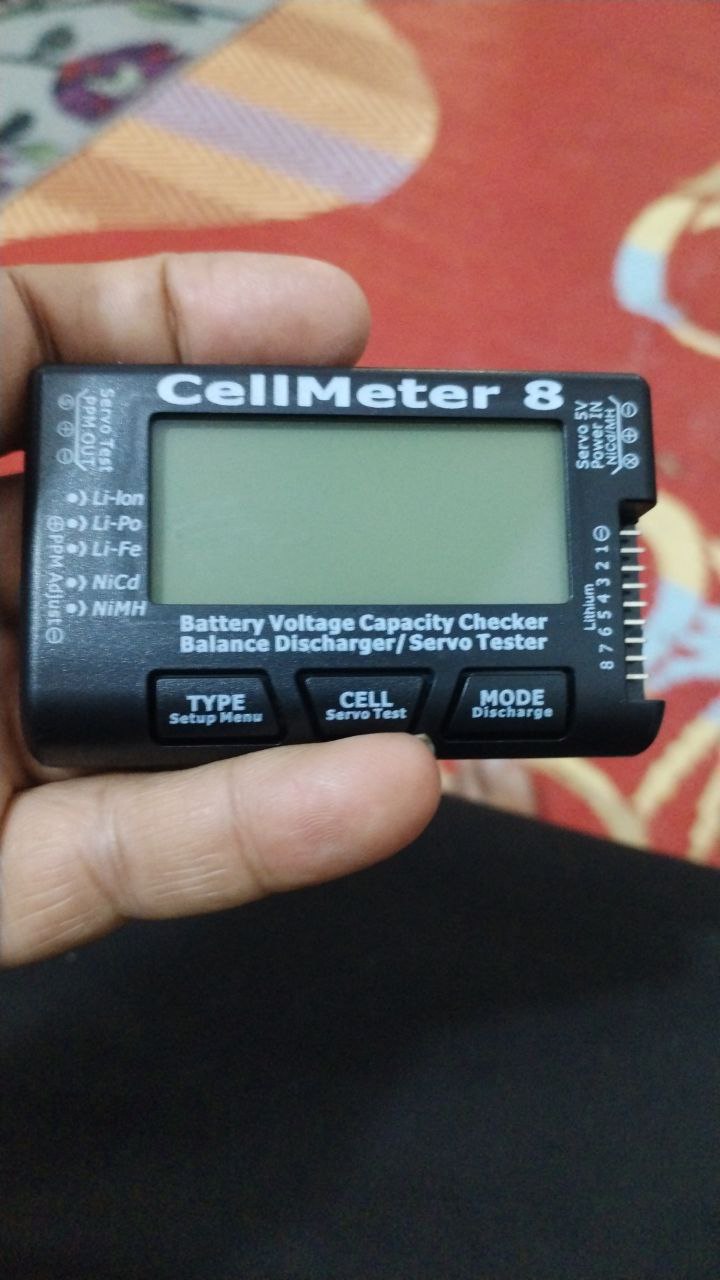 CellMeter 8
Servo Test
PPM OUT
Li-Ion
Li-Po
Li-Fe
NiCd
NiMH
PPM Adjust
Servo 5V
Power IN
NiCd/MH
Lithium
8 7 6 5 4 3 2 1
Battery Voltage Capacity Checker
Balance Discharger/Servo Tester
TYPE
Setup Menu
CELL
Servo Test
MODE
Discharge